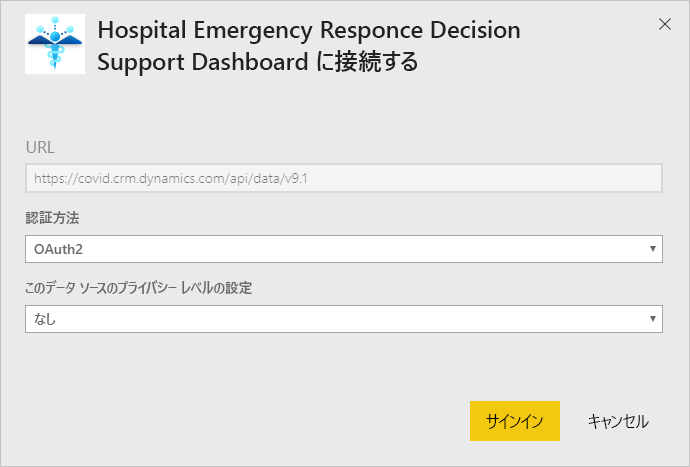 Hospital Emergency Responce Decision
Support Dashboard に接続する
URL
https://covid.crm.dynamics.com/api/data/v9.1
認証方法
OAuth2
このデータ ソースのプライバシー レベルの設定
なし
サインイン キャンセル